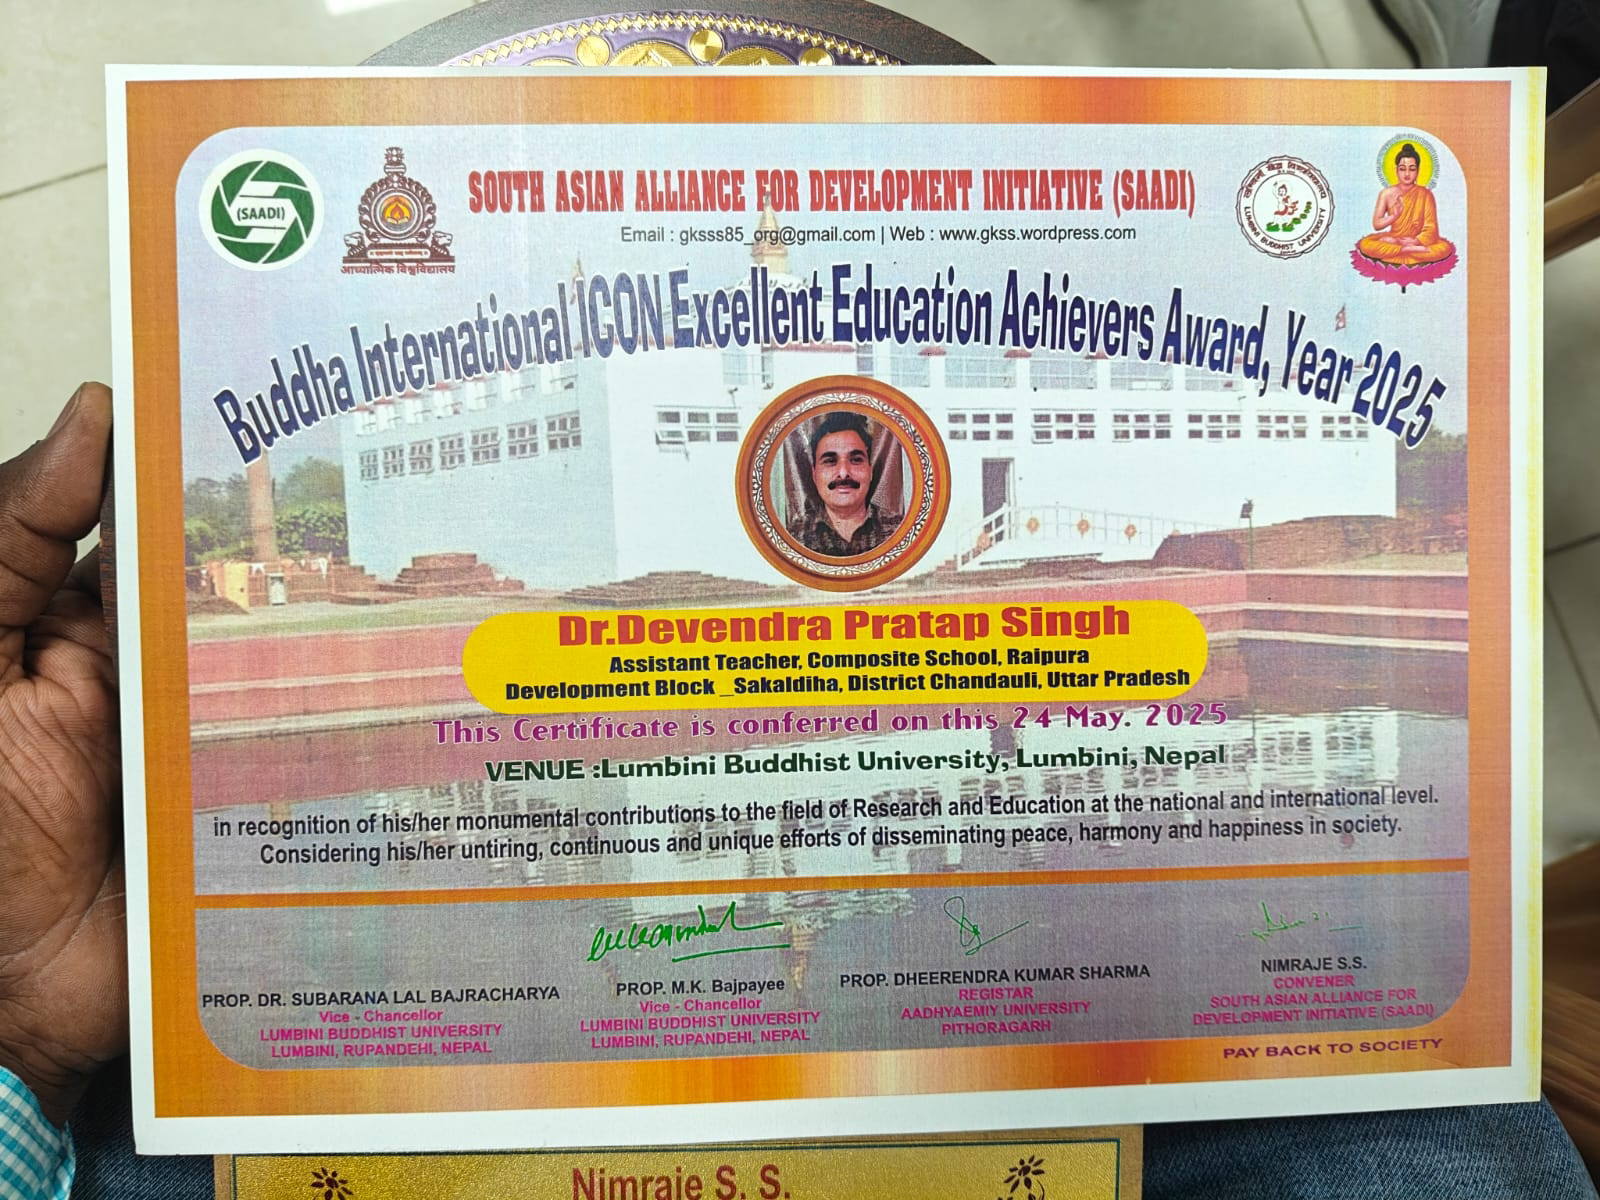 (SAADI)
आध्यात्मिक विश्वविद्यालय
SOUTH ASIAN ALLIANCE FOR DEVELOPMENT INITIATIVE (SAADI)
Email : gksss85_org@gmail.com | Web : www.gkss.wordpress.com
LUMBINI BUDDHIST UNIVERSITY
Buddha International ICON Excellent Education Achievers Award, Year 2025
Dr.Devendra Pratap Singh
Assistant Teacher, Composite School, Raipura
Development Block _Sakaldiha, District Chandauli, Uttar Pradesh
This Certificate is conferred on this 24 May. 2025
VENUE :Lumbini Buddhist University, Lumbini, Nepal
in recognition of his/her monumental contributions to the field of Research and Education at the national and international level.
Considering his/her untiring, continuous and unique efforts of disseminating peace, harmony and happiness in society.
PROP. DR. SUBARANA LAL BAJRACHARYA
Vice - Chancellor
LUMBINI BUDDHIST UNIVERSITY
LUMBINI, RUPANDEHI, NEPAL
PROP. M.K. Bajpayee
Vice - Chancellor
LUMBINI BUDDHIST UNIVERSITY
LUMBINI, RUPANDEHI, NEPAL
PROP. DHEERENDRA KUMAR SHARMA
REGISTAR
AADHYAEMIY UNIVERSITY
PITHORAGARH
NIMRAJE S.S.
CONVENER
SOUTH ASIAN ALLIANCE FOR
DEVELOPMENT INITIATIVE (SAADI)
PAY BACK TO SOCIETY
Nimraje S. S.